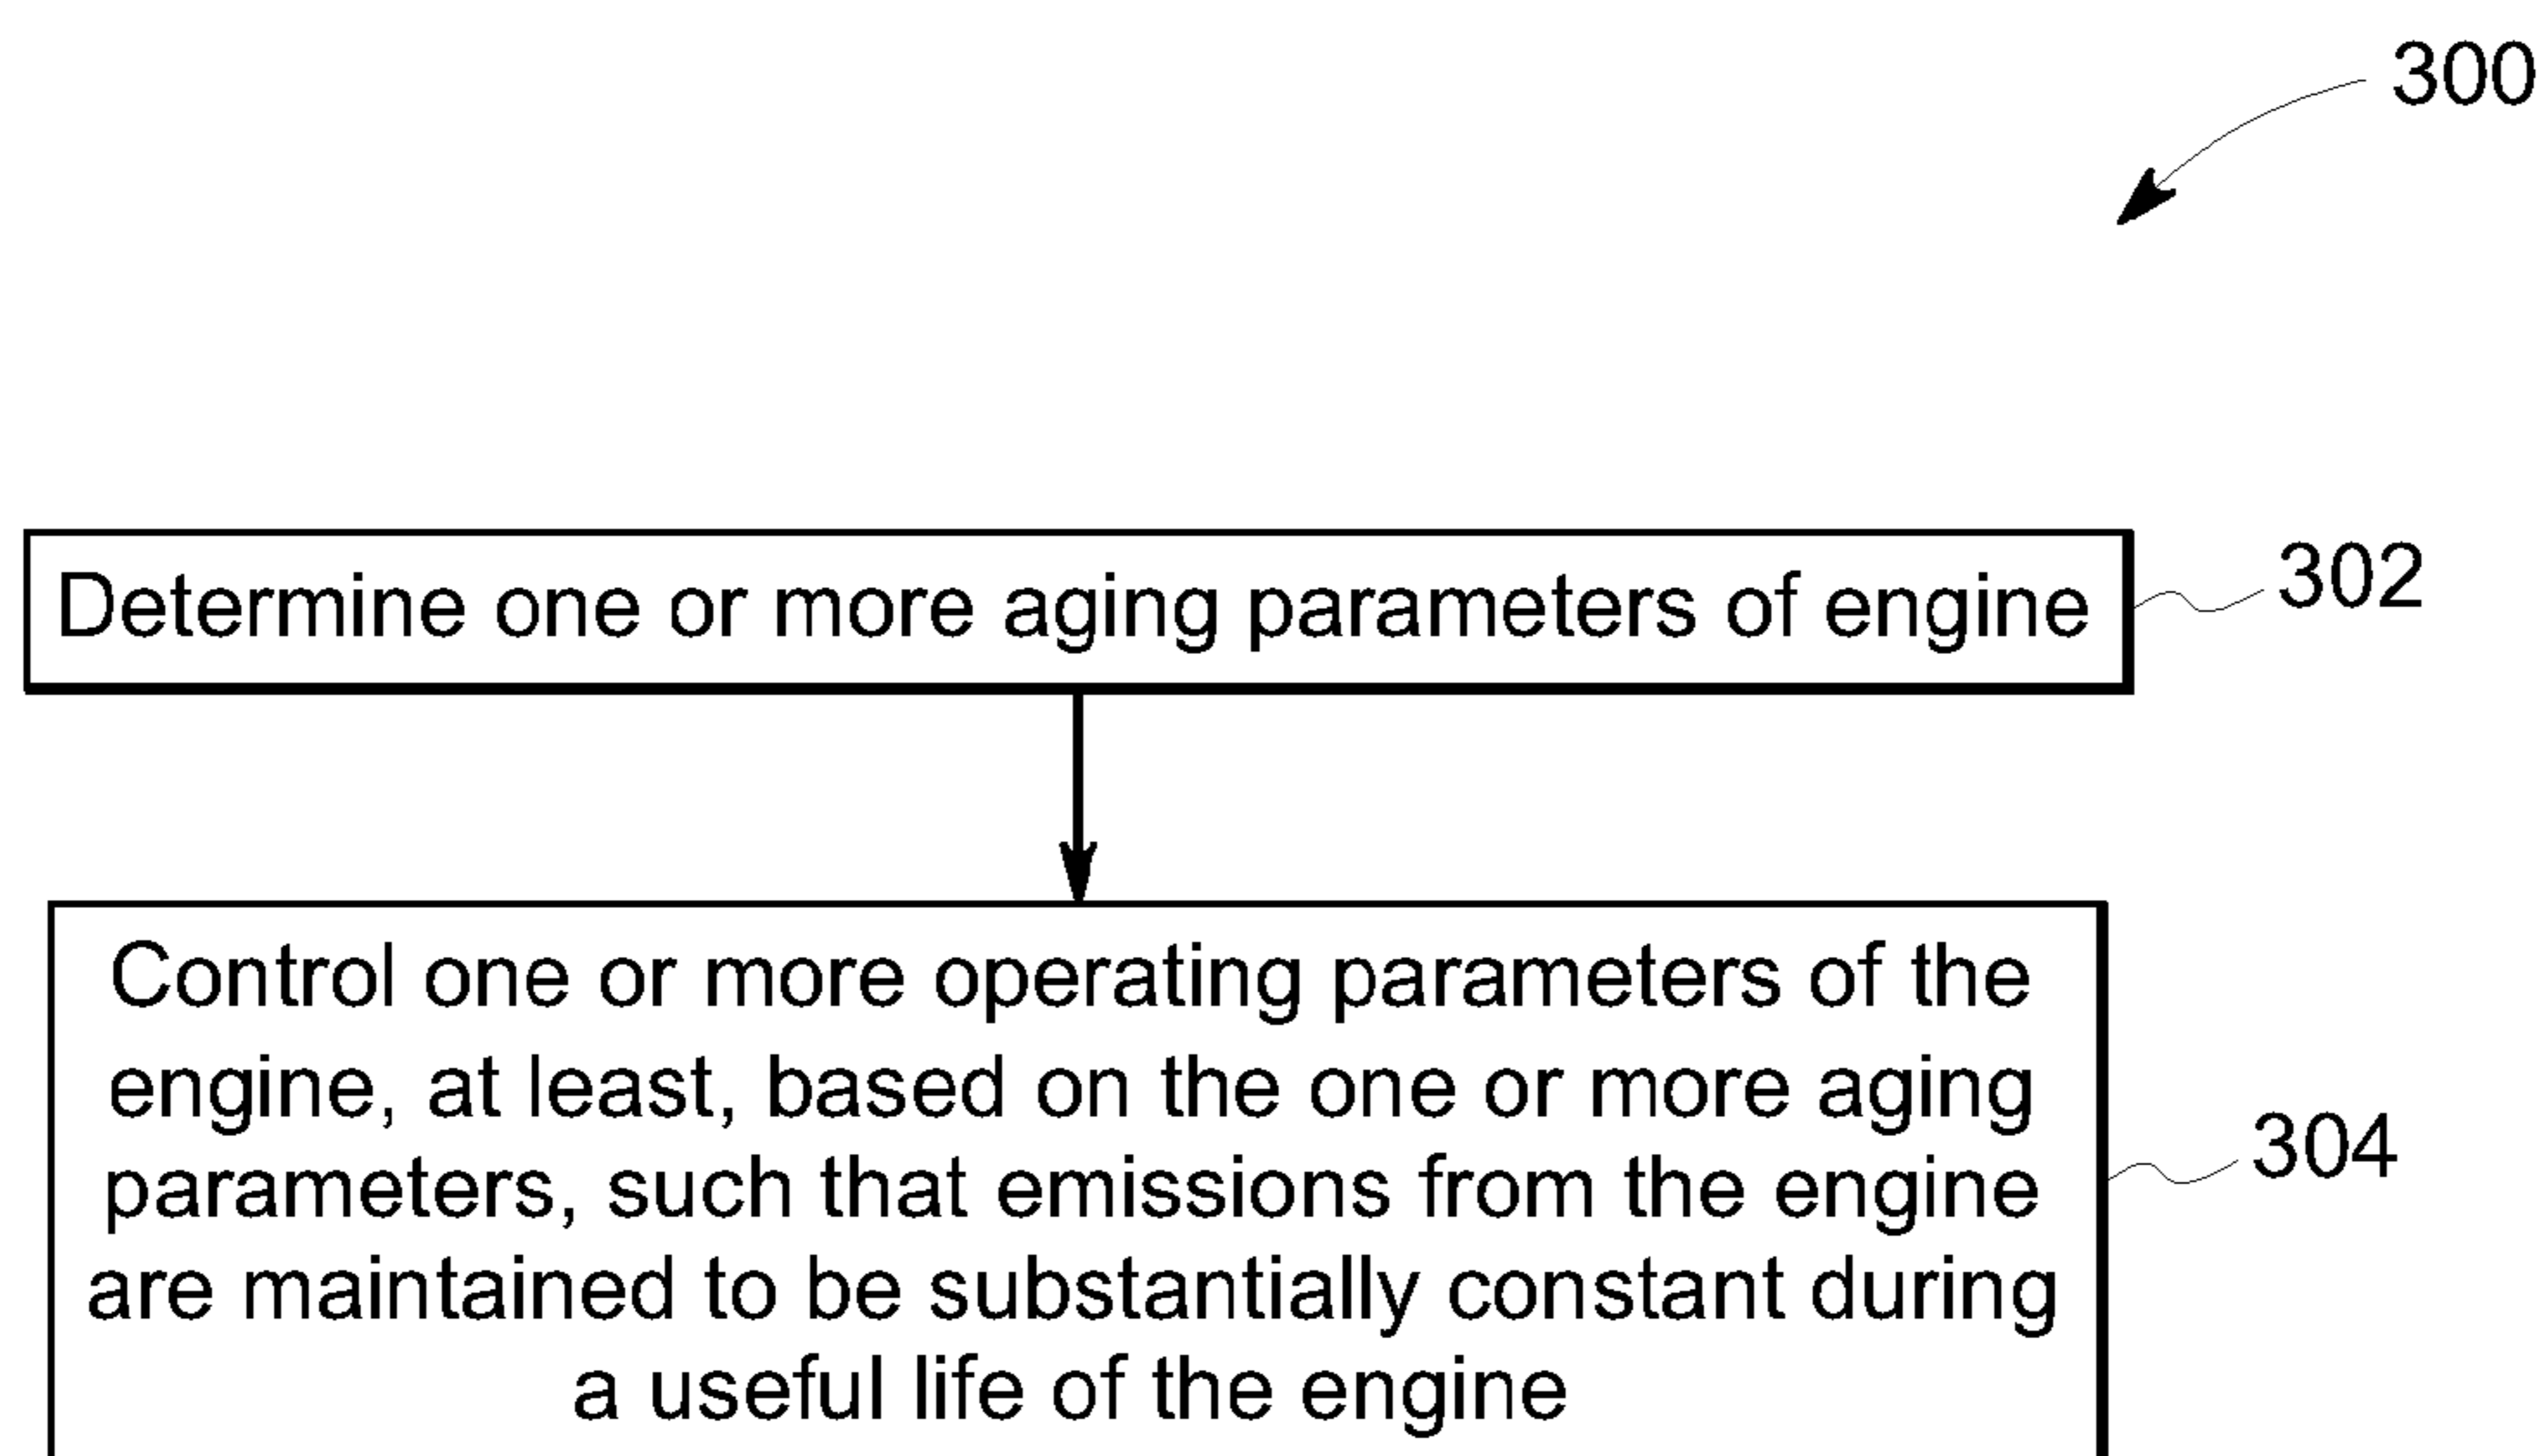 300
Determine one or more aging parameters of engine
302
Control one or more operating parameters of the
engine, at least, based on the one or more aging
parameters, such that emissions from the engine
304
are maintained to be substantially constant during
a useful life of the engine